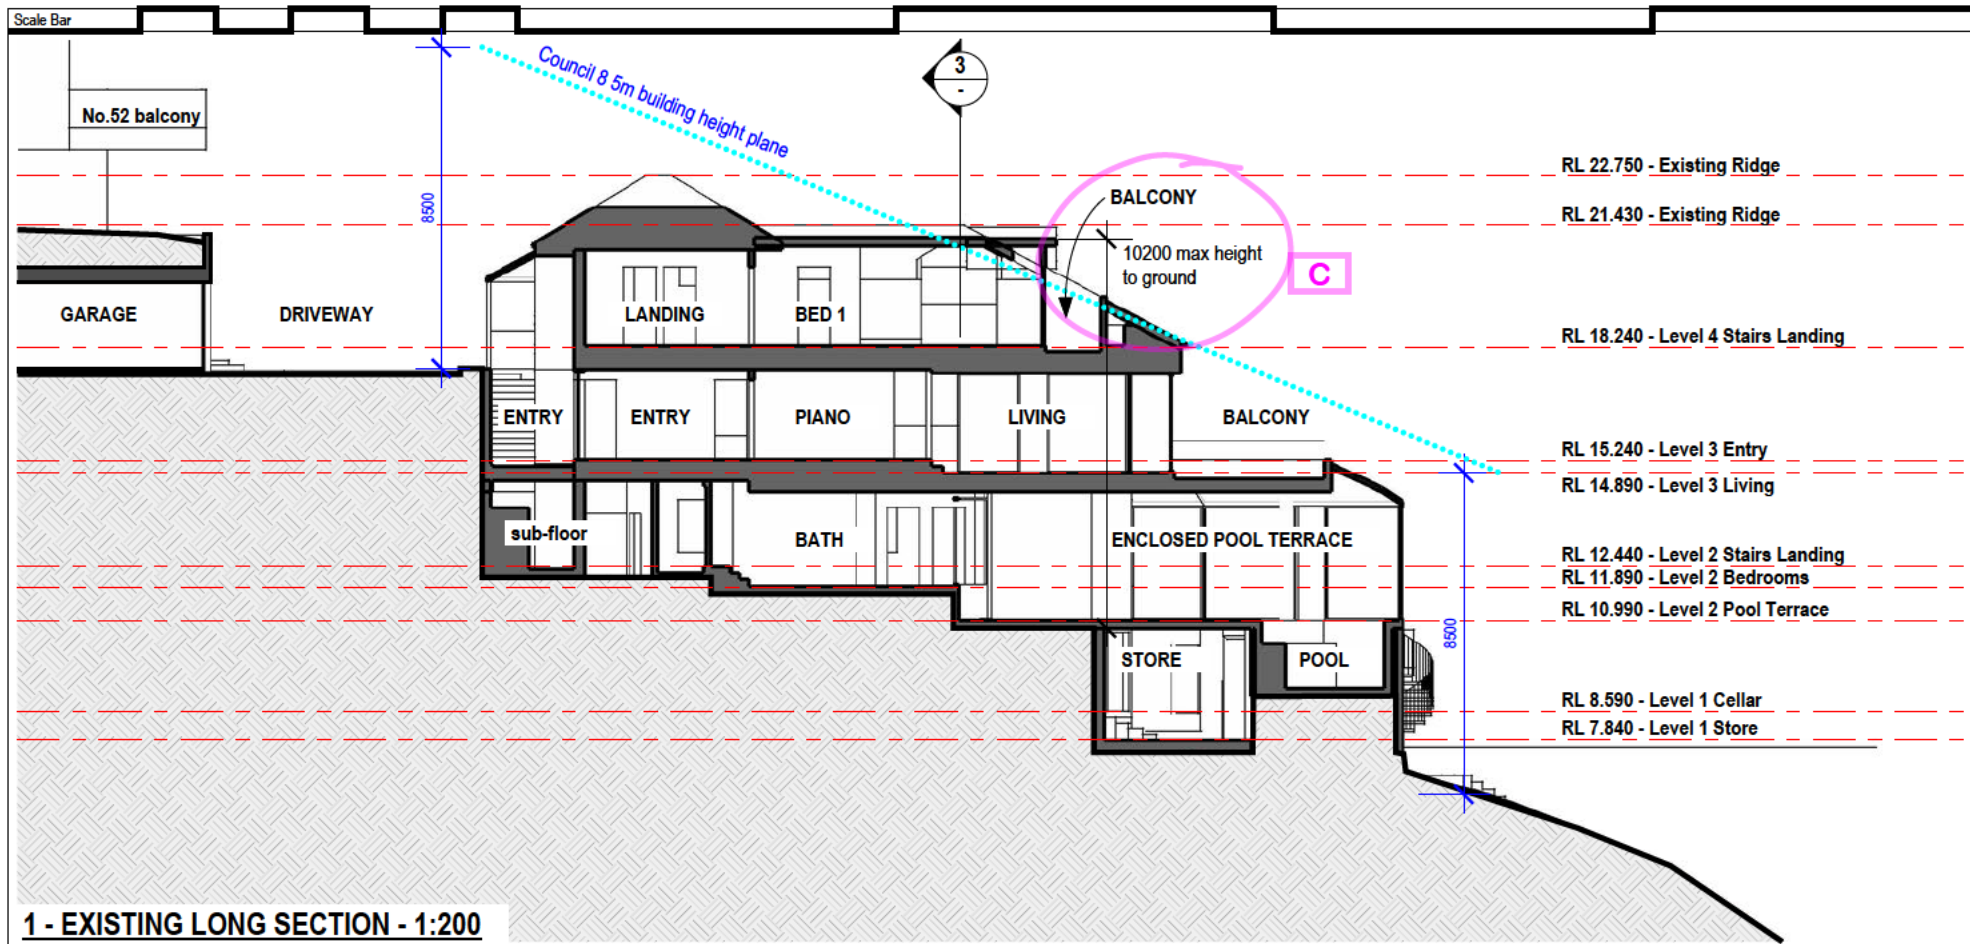 Scale Bar
No.52 balcony
Council 8 5m building height plane
3
-
8500
BALCONY
10200 max height
to ground
C
RL 22.750 - Existing Ridge
RL 21.430 - Existing Ridge
GARAGE
DRIVEWAY
LANDING
BED 1
RL 18.240 - Level 4 Stairs Landing
ENTRY
ENTRY
PIANO
LIVING
BALCONY
RL 15.240 - Level 3 Entry
RL 14.890 - Level 3 Living
sub-floor
BATH
ENCLOSED POOL TERRACE
RL 12.440 - Level 2 Stairs Landing
RL 11.890 - Level 2 Bedrooms
RL 10.990 - Level 2 Pool Terrace
8500
STORE
POOL
RL 8.590 - Level 1 Cellar
RL 7.840 - Level 1 Store
1 - EXISTING LONG SECTION - 1:200